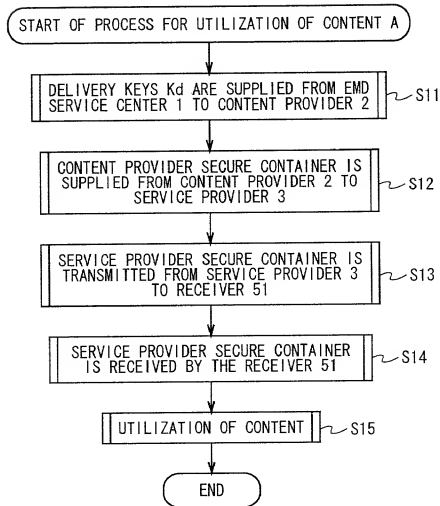 START OF PROCESS FOR UTILIZATION OF CONTENT A
DELIVERY KEYS Kd ARE SUPPLIED FROM EMD
SERVICE CENTER 1 TO CONTENT PROVIDER 2
S11
CONTENT PROVIDER SECURE CONTAINER IS
SUPPLIED FROM CONTENT PROVIDER 2 TO
SERVICE PROVIDER 3
S12
SERVICE PROVIDER SECURE CONTAINER IS
TRANSMITTED FROM SERVICE PROVIDER 3
TO RECEIVER 51
S13
SERVICE PROVIDER SECURE CONTAINER
IS RECEIVED BY THE RECEIVER 51
S14
UTILIZATION OF CONTENT
S15
END